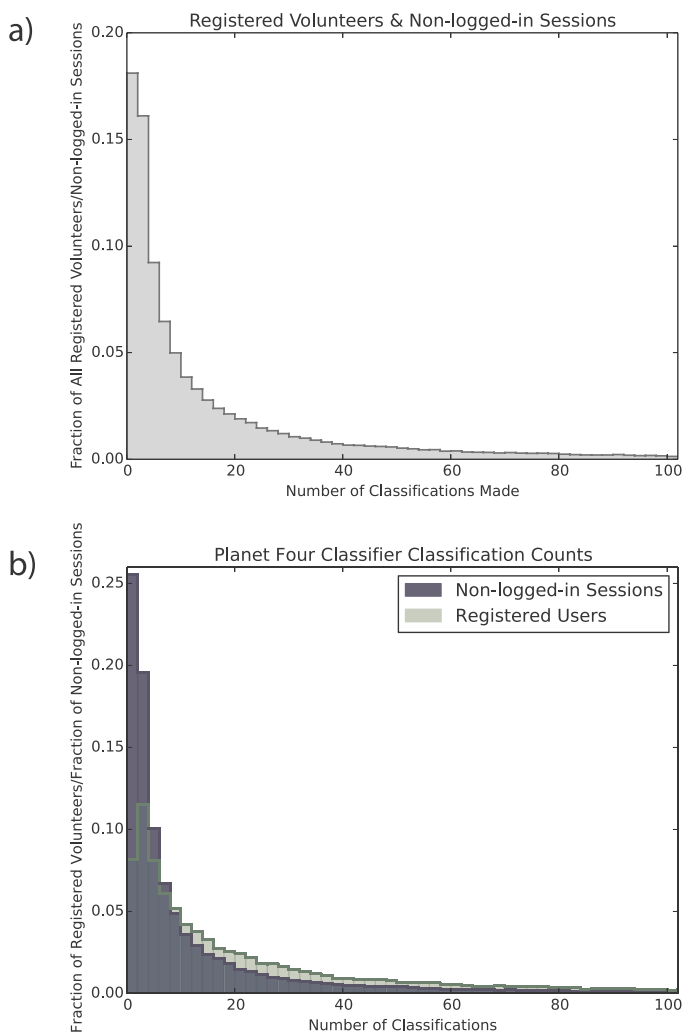 a)
Registered Volunteers & Non-logged-in Sessions
Fraction of All Registered Volunteers/Non-logged-in Sessions
0.20
0.15
0.10
0.05
0.00
0 20 40 60 80 100
Number of Classifications Made
b)
Planet Four Classifier Classification Counts
Fraction of Registered Volunteers/Fraction of Non-logged-in Sessions
0.25
0.20
0.15
0.10
0.05
0.00
Non-logged-in Sessions
Registered Users
0 20 40 60 80 100
Number of Classifications